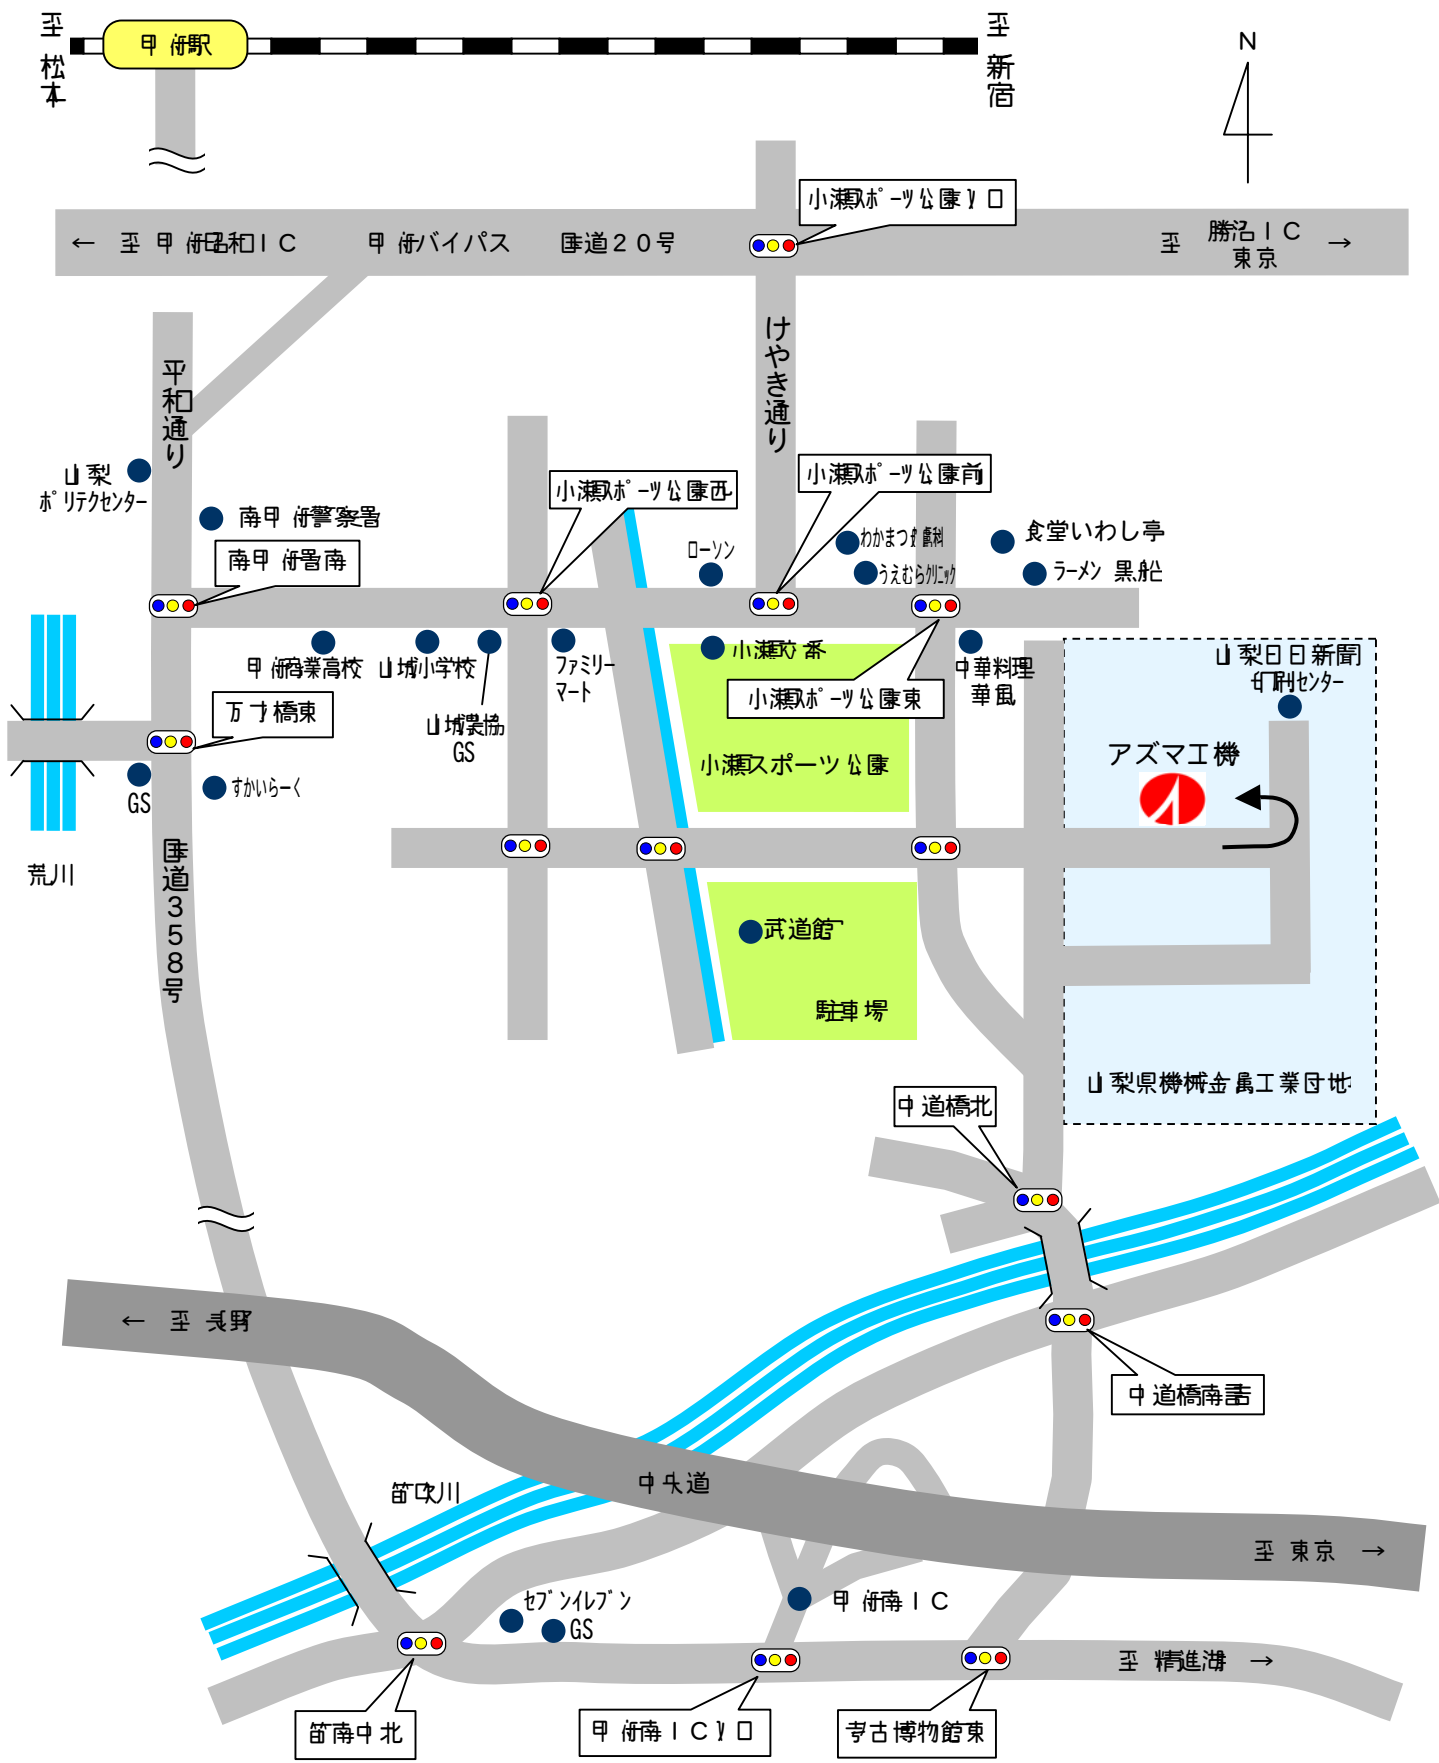 至 松本
甲府駅
至 新宿
N
小瀬スポーツ公園入口
← 至 甲府昭和IC
甲府バイパス
国道20号
至 勝沼IC
東京 →
平和通り
けやき通り
山梨
ポリテクセンター
南甲府警察署
南甲府署南
小瀬スポーツ公園西
小瀬スポーツ公園前
ローソン
わかまつ皮膚科
うえむらクリニック
食堂いわし亭
ラーメン 黒船
甲府商業高校
山城小学校
山城農協
GS
ファミリー
マート
小瀬交番
小瀬スポーツ公園東
中華料理
華風
山梨日日新聞
印刷センター
万才橋東
GS
すかいらーく
荒川
小瀬スポーツ公園
アズマ工機
国道358号
武道館
駐車場
山梨県機械金属工業団地
中道橋北
← 至 長野
中道橋南詰
笛吹川
中央道
至 東京 →
セブンイレブン
GS
甲府南IC
至 精進湖 →
笛南中北
甲府南IC入口
考古博物館東